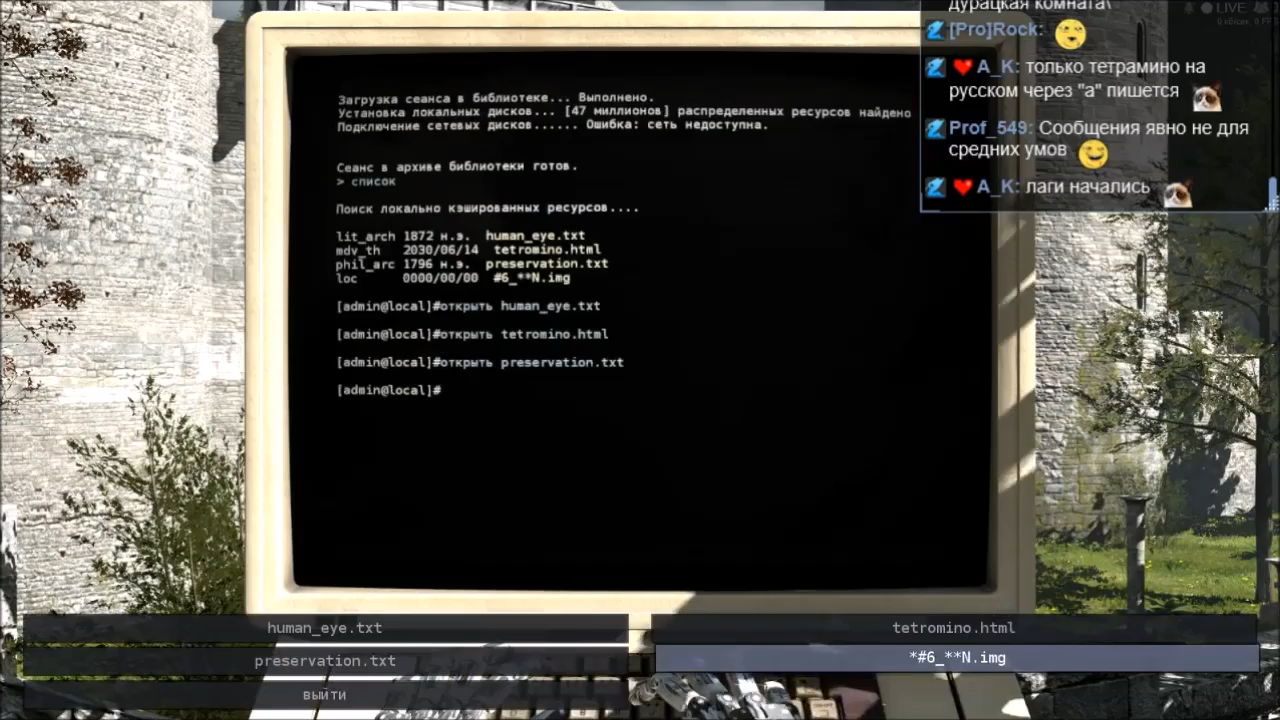 дурацкая комната\
LIVE
[Pro]Rock:
A_K: только тетрамино на
русском через "а" пишется
Prof_549: Сообщения явно не для
средних умов
A_K: лаги начались
Загрузка сеанса в библиотеке... Выполнено.
Установка локальных дисков... [47 миллионов] распределенных ресурсов найдено
Подключение сетевых дисков...... Ошибка: сеть недоступна.
Сеанс в архиве библиотеки готов.
> список
Поиск локально кэшированных ресурсов....
lit_arch 1872 н.э. human_eye.txt
mdv_th 2030/06/14 tetromino.html
phil_arc 1796 н.э. preservation.txt
loc 0000/00/00 #6_**N.img
[admin@local]#открыть human_eye.txt
[admin@local]#открыть tetromino.html
[admin@local]#открыть preservation.txt
[admin@local]#
human_eye.txt
tetromino.html
preservation.txt
*#6_**N.img
выйти